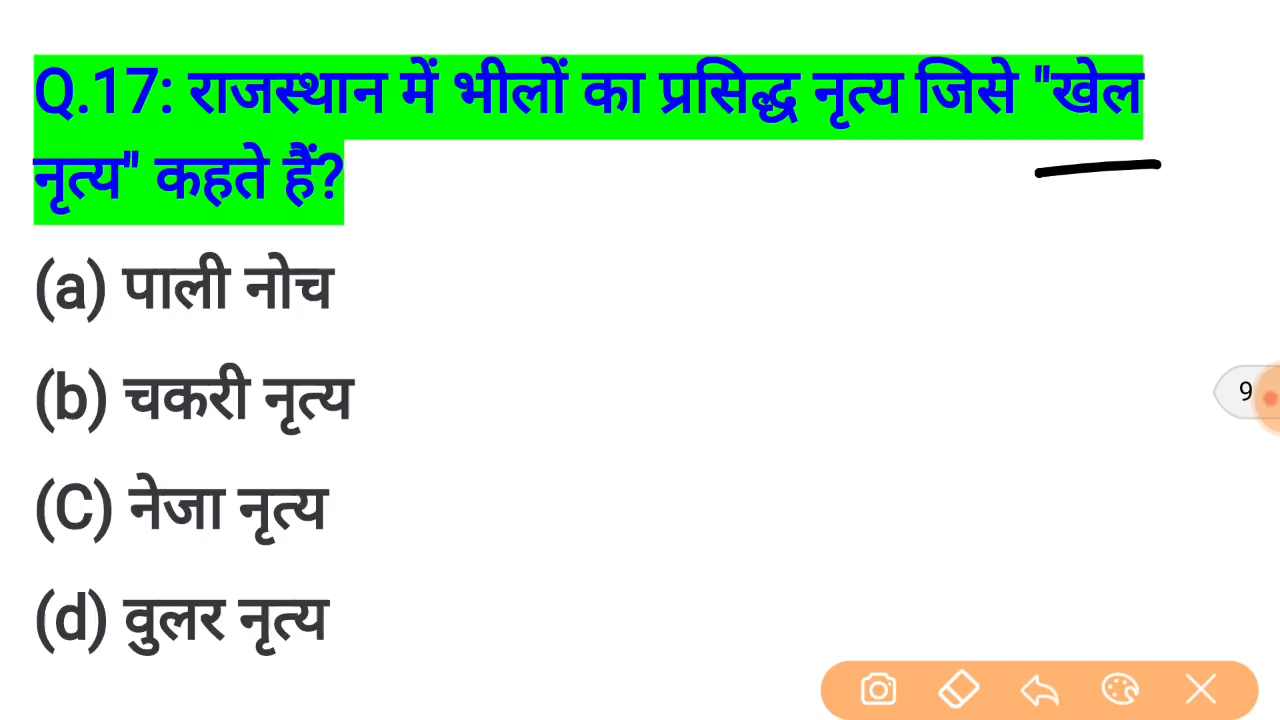 Q.17: राजस्थान में भीलों का प्रसिद्ध नृत्य जिसे "खेल
नृत्य" कहते हैं?
(a) पाली नोच
(b) चकरी नृत्य
9
(C) नेजा नृत्य
(d) वुलर नृत्य